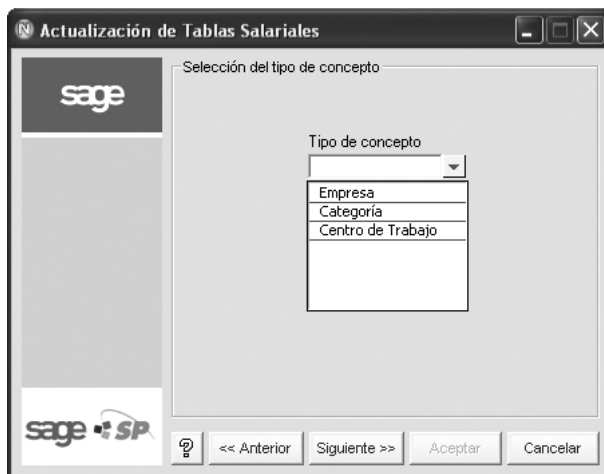 Actualización de Tablas Salariales
sage
Selección del tipo de concepto
Tipo de concepto
Empresa
Categoría
Centro de Trabajo
sage SP
? << Anterior Siguiente >> Aceptar Cancelar